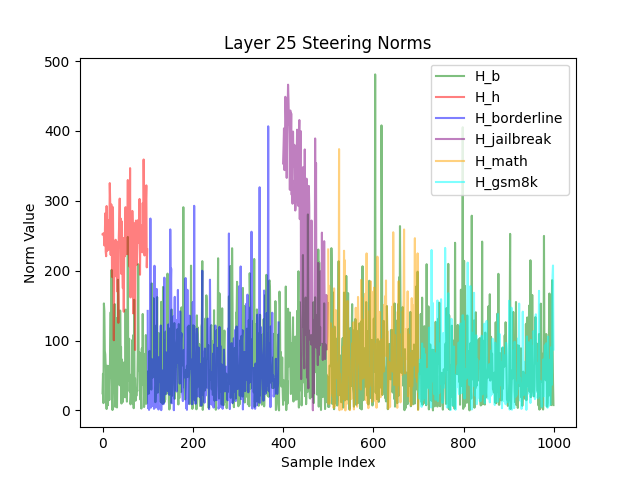 Layer 25 Steering Norms
500
400
300
200
100
0
Norm Value
0
200
400
600
800
1000
Sample Index
H_b
H_h
H_borderline
H_jailbreak
H_math
H_gsm8k